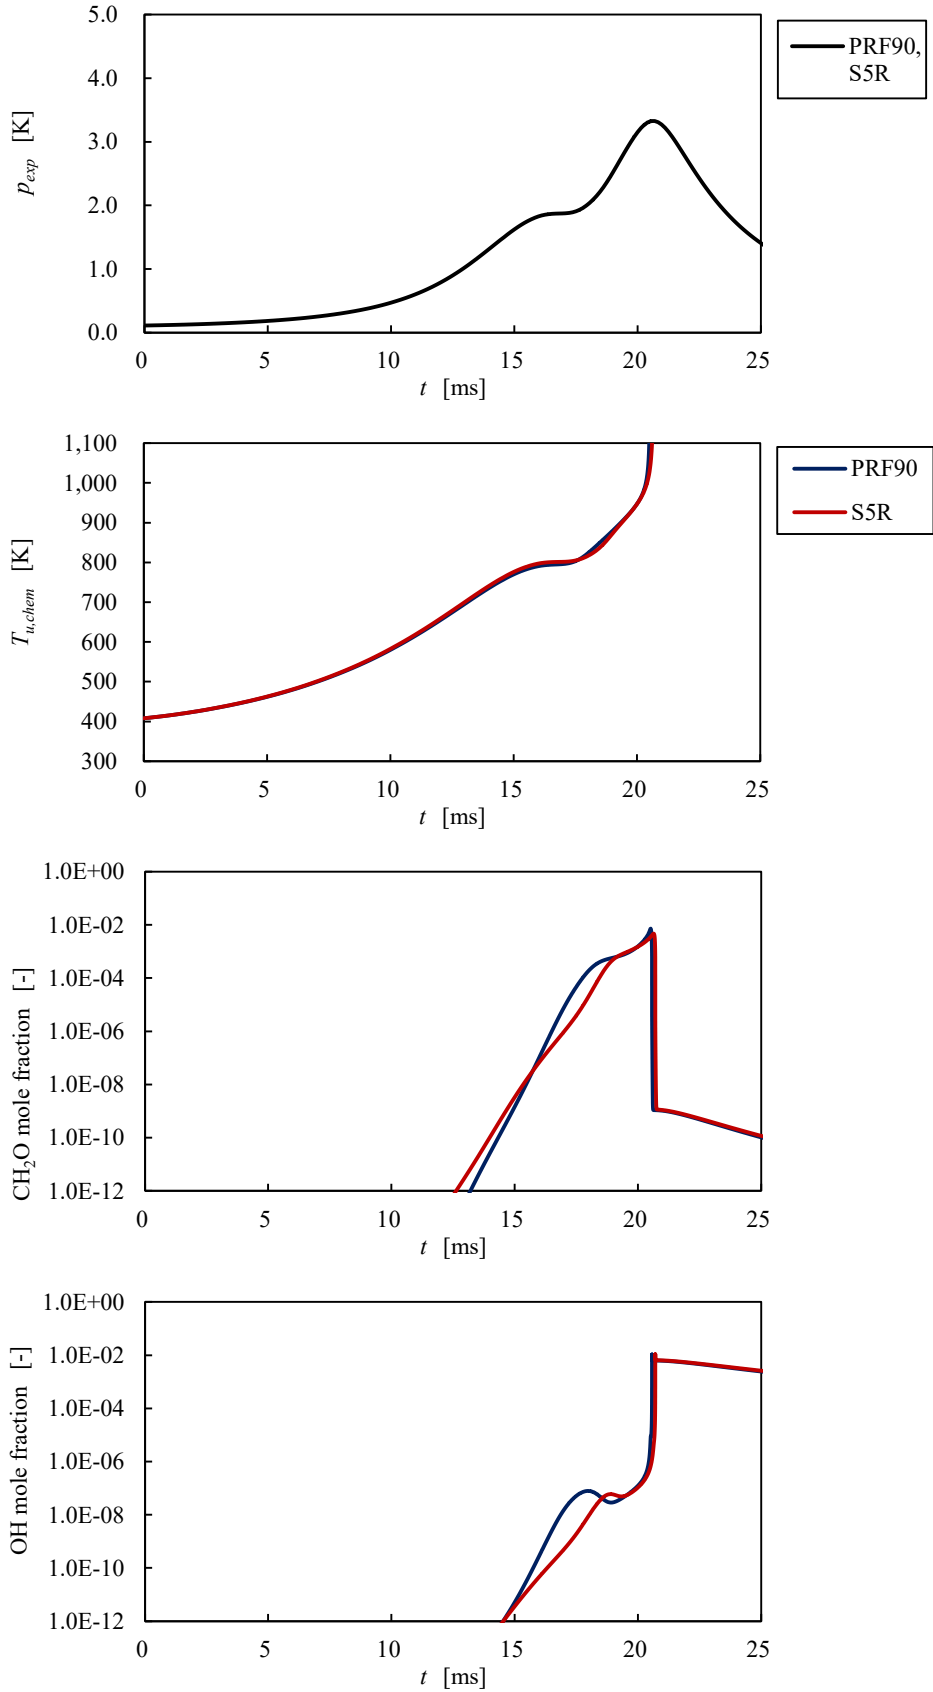 5.0
4.0
3.0
2.0
1.0
0.0
p_exp [K]
0 5 10 15 20 25
t [ms]
PRF90,
S5R
1,100
1,000
900
800
700
600
500
400
300
T_u,chem [K]
0 5 10 15 20 25
t [ms]
PRF90
S5R
1.0E+00
1.0E-02
1.0E-04
1.0E-06
1.0E-08
1.0E-10
1.0E-12
CH₂O mole fraction [-]
0 5 10 15 20 25
t [ms]
1.0E+00
1.0E-02
1.0E-04
1.0E-06
1.0E-08
1.0E-10
1.0E-12
OH mole fraction [-]
0 5 10 15 20 25
t [ms]